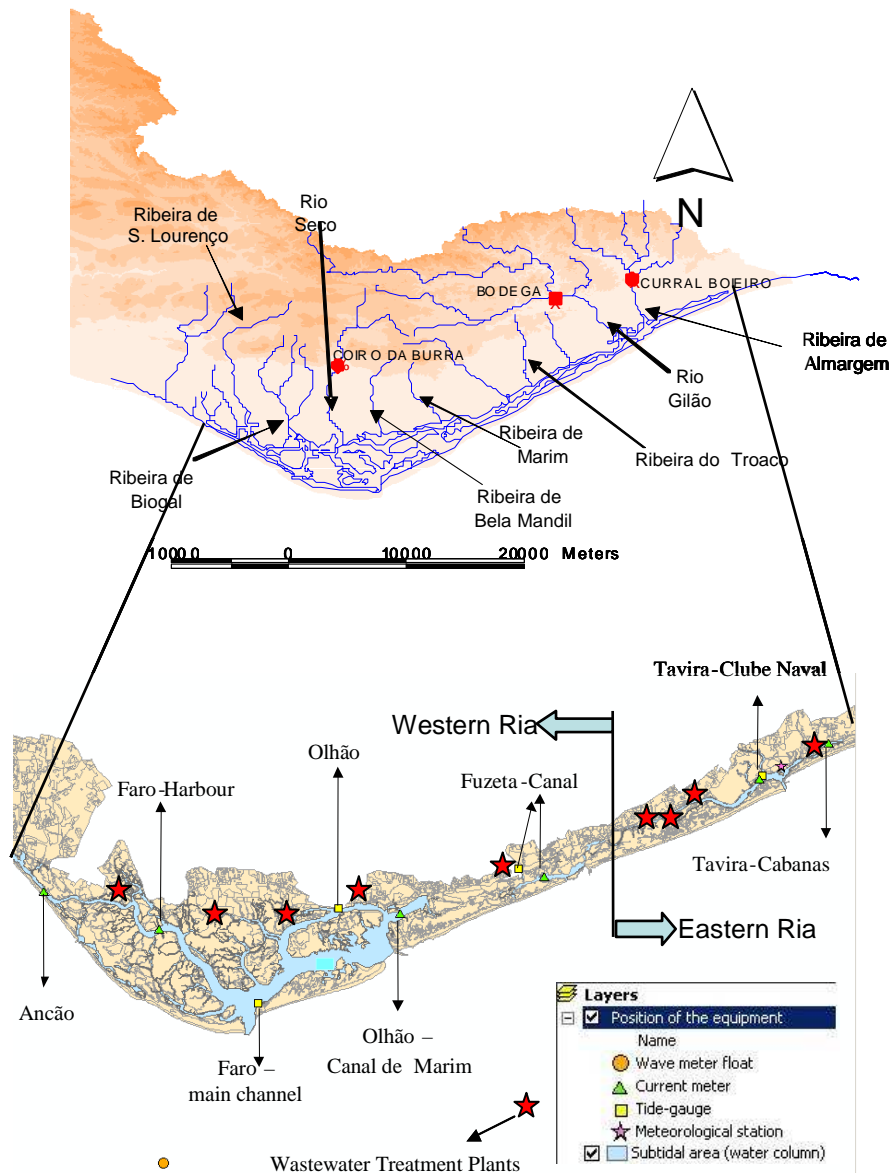 Ribeira de
S. Lourenço
Rio
Seco
N
BODEGA
CURRAL BOEIRO
COIRO DA BURRA
Ribeira de
Almargem
Rio
Gilão
Ribeira de
Marim
Ribeira do Troaco
Ribeira de
Biogal
Ribeira de
Bela Mandil
10000 0 10000 20000 Meters
Tavira-Clube Naval
Western Ria
Olhão
Faro-Harbour
Fuzeta-Canal
Tavira-Cabanas
Eastern Ria
Ancão
Olhão –
Canal de Marim
Faro –
main channel
Wastewater Treatment Plants
Layers
Position of the equipment
Name
Wave meter float
Current meter
Tide-gauge
Meteorological station
Subtidal area (water column)